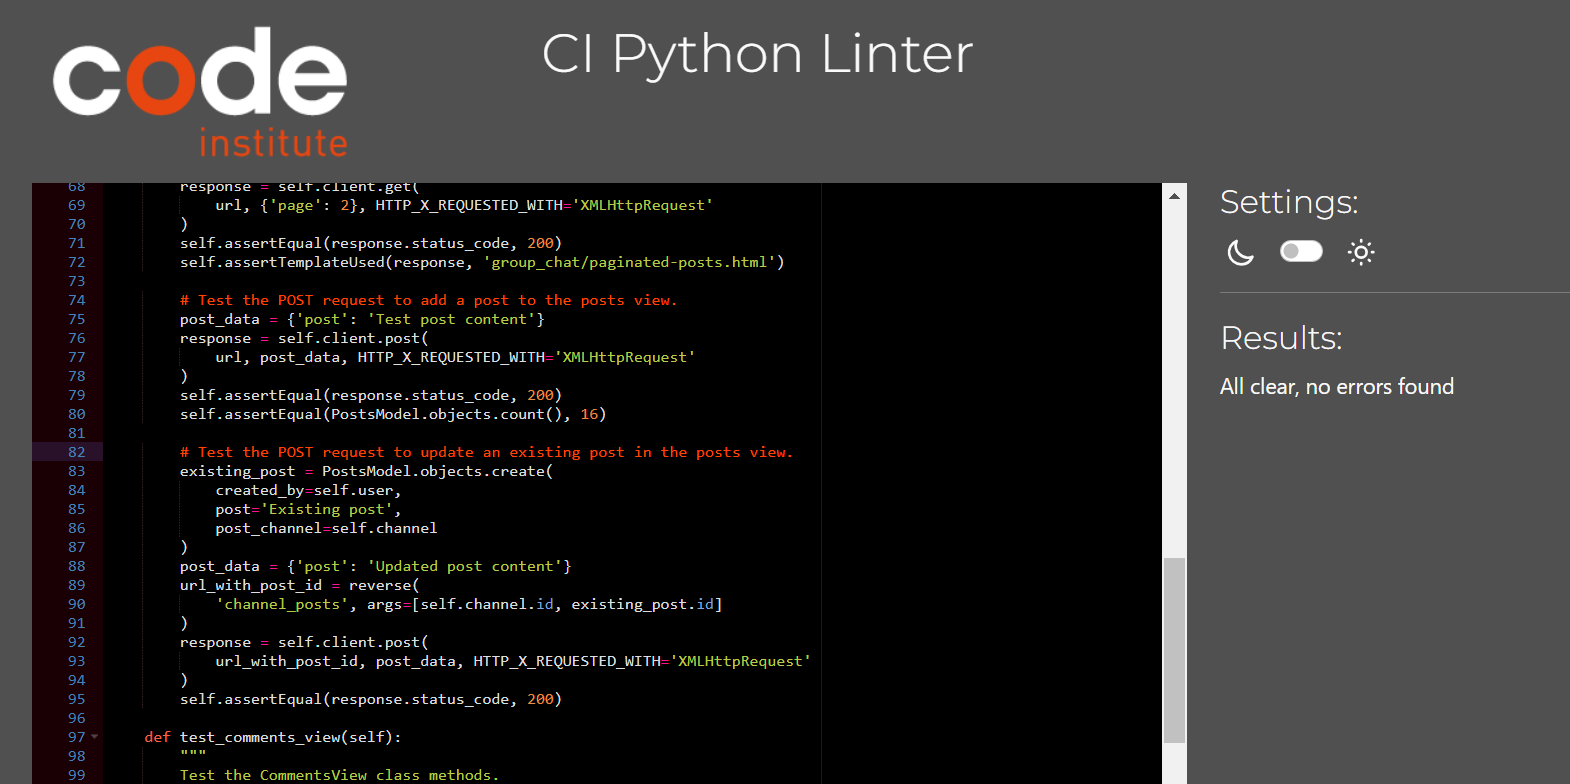 code
institute
CI Python Linter
68 response = self.client.get(
69 url, {'page': 2}, HTTP_X_REQUESTED_WITH='XMLHttpRequest'
70 )
71 self.assertEqual(response.status_code, 200)
72 self.assertTemplateUsed(response, 'group_chat/paginated-posts.html')
73
74 # Test the POST request to add a post to the posts view.
75 post_data = {'post': 'Test post content'}
76 response = self.client.post(
77 url, post_data, HTTP_X_REQUESTED_WITH='XMLHttpRequest'
78 )
79 self.assertEqual(response.status_code, 200)
80 self.assertEqual(PostsModel.objects.count(), 16)
81
82 # Test the POST request to update an existing post in the posts view.
83 existing_post = PostsModel.objects.create(
84 created_by=self.user,
85 post='Existing post',
86 post_channel=self.channel
87 )
88 post_data = {'post': 'Updated post content'}
89 url_with_post_id = reverse(
90 'channel_posts', args=[self.channel.id, existing_post.id]
91 )
92 response = self.client.post(
93 url_with_post_id, post_data, HTTP_X_REQUESTED_WITH='XMLHttpRequest'
94 )
95 self.assertEqual(response.status_code, 200)
96
97 def test_comments_view(self):
98 """
99 Test the CommentsView class methods.
Settings:
Results:
All clear, no errors found